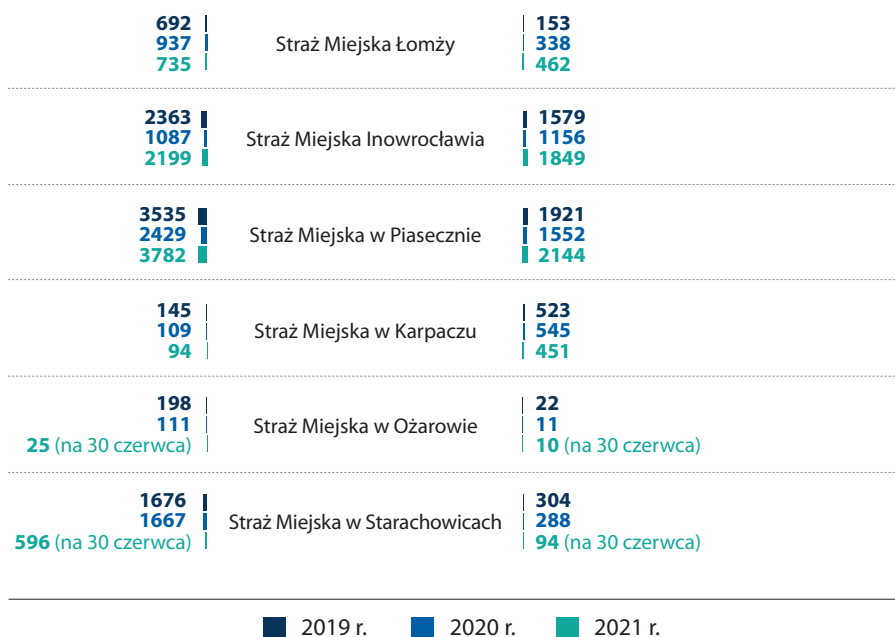 692 153
937 Straż Miejska Łomży 338
735 462
2363 1579
1087 Straż Miejska Inowrocławia 1156
2199 1849
3535 1921
2429 Straż Miejska w Piasecznie 1552
3782 2144
145 523
109 Straż Miejska w Karpaczu 545
94 451
198 22
111 Straż Miejska w Ożarowie 11
25 (na 30 czerwca) 10 (na 30 czerwca)
1676 304
1667 Straż Miejska w Starachowicach 288
596 (na 30 czerwca) 94 (na 30 czerwca)
2019 r. 2020 r. 2021 r.